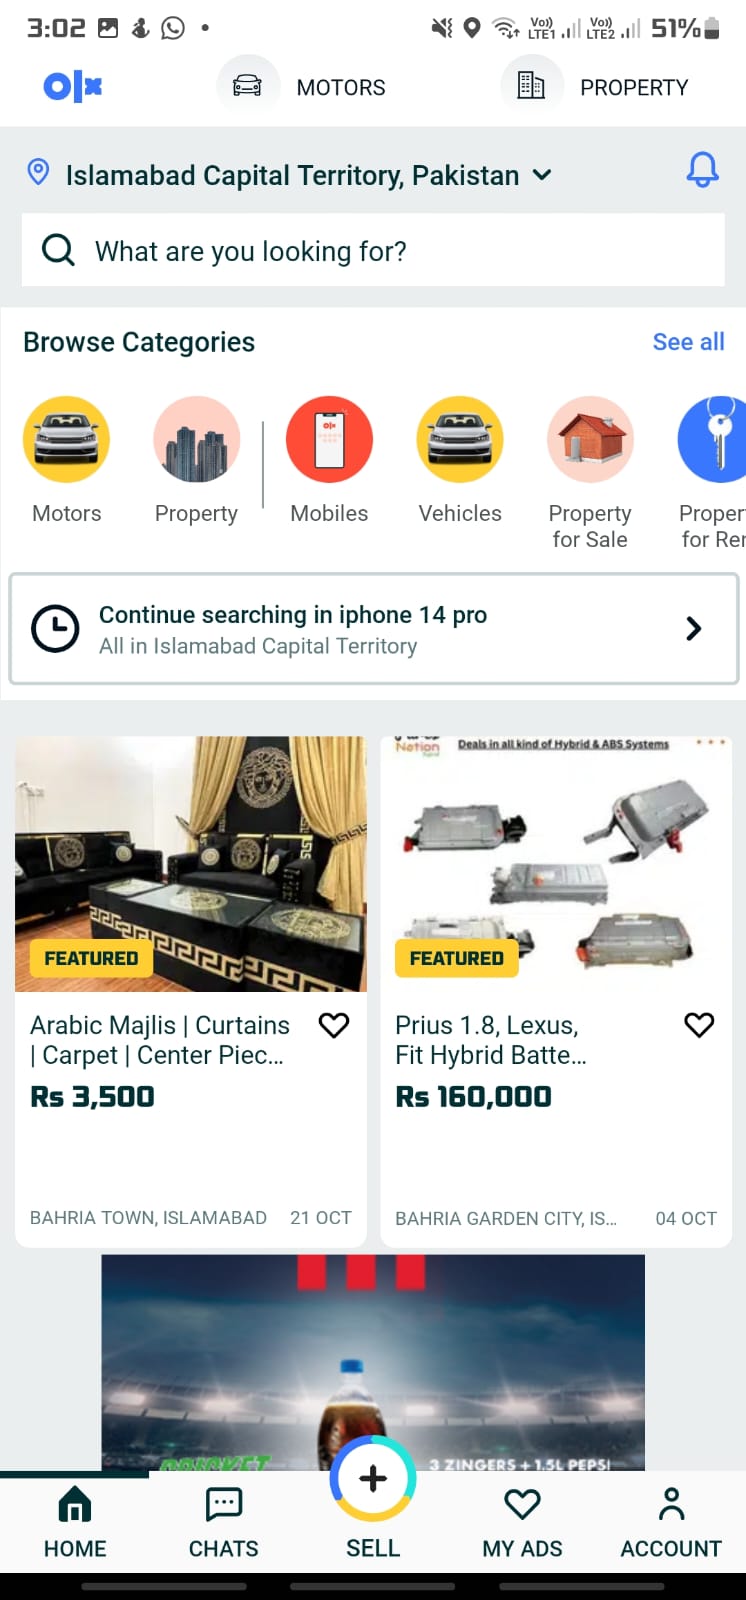 3:02
Vo)) LTE1
Vo)) LTE2
51%
olx
MOTORS
PROPERTY
Islamabad Capital Territory, Pakistan
What are you looking for?
Browse Categories
See all
olx
Motors
Property
Mobiles
Vehicles
Property
for Sale
Proper
for Rer
Continue searching in iphone 14 pro
All in Islamabad Capital Territory
Nation
Deals in all kind of Hybrid & ABS Systems
FEATURED
FEATURED
Arabic Majlis | Curtains
| Carpet | Center Piec...
Rs 3,500
BAHRIA TOWN, ISLAMABAD
21 OCT
Prius 1.8, Lexus,
Fit Hybrid Batte...
Rs 160,000
BAHRIA GARDEN CITY, IS...
04 OCT
CRICKET
3 ZINGERS + 1.5L PEPSI
HOME
CHATS
SELL
MY ADS
ACCOUNT